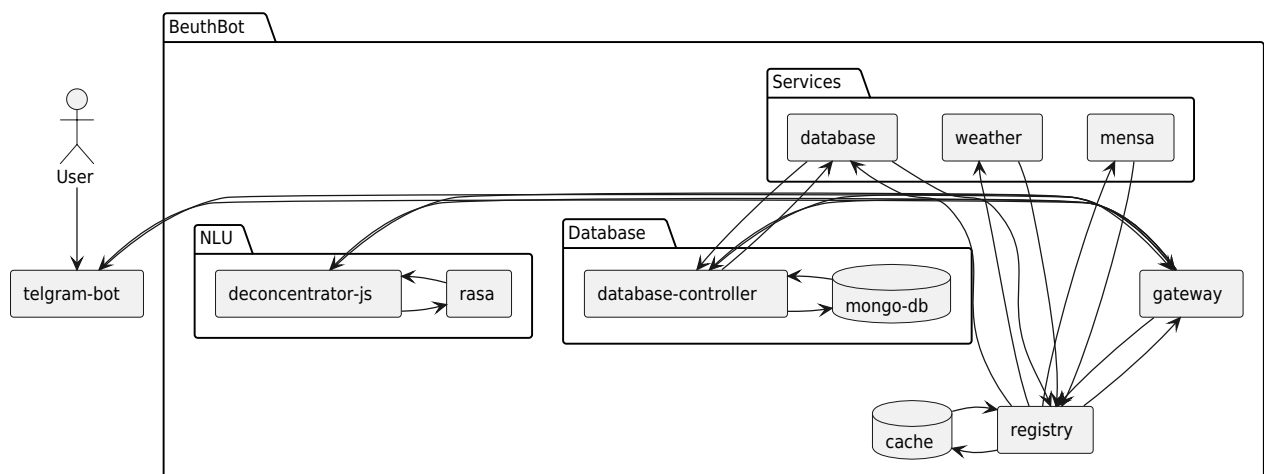 BeuthBot
Services
database
weather
mensa
User
NLU
Database
telgram-bot
deconcentrator-js
rasa
database-controller
mongo-db
gateway
cache
registry